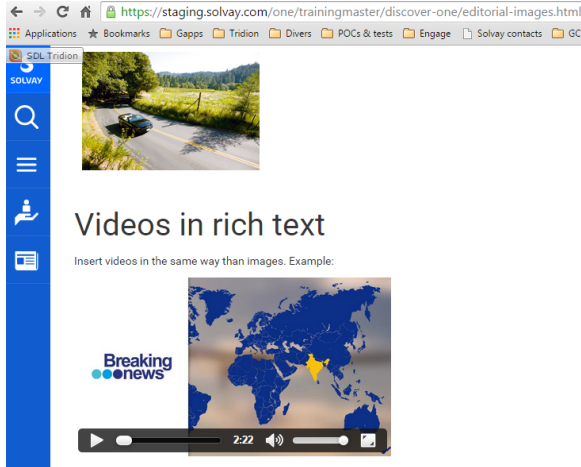 https://staging.solvay.com/one/trainingmaster/discover-one/editorial-images.html
Applications Bookmarks Gapps Tridion Divers POCs & tests Engage Solvay contacts GC
SDL Tridion
SOLVAY
Videos in rich text
Insert videos in the same way than images. Example:
Breaking
news
2:22